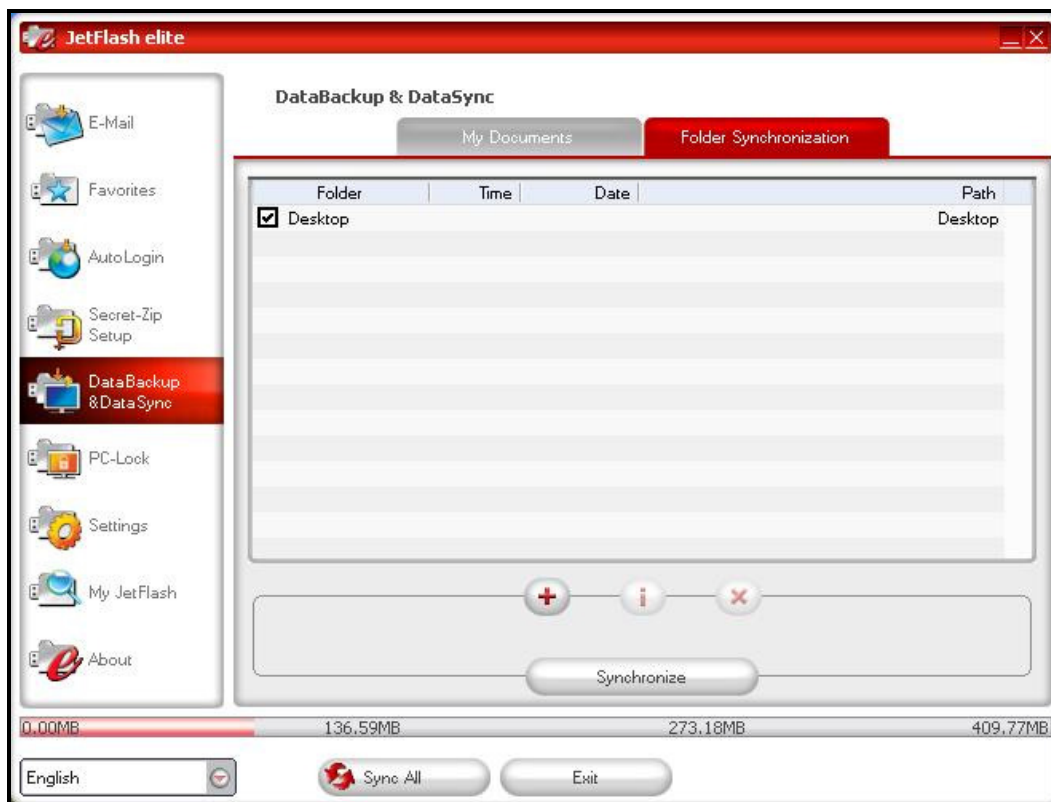 JetFlash elite
E-Mail
Favorites
AutoLogin
Secret-Zip
Setup
DataBackup
&DataSync
PC-Lock
Settings
My JetFlash
About
DataBackup & DataSync
My Documents Folder Synchronization
Folder Time Date Path
Desktop Desktop
Synchronize
0.00MB 136.59MB 273.18MB 409.77MB
English Sync All Exit